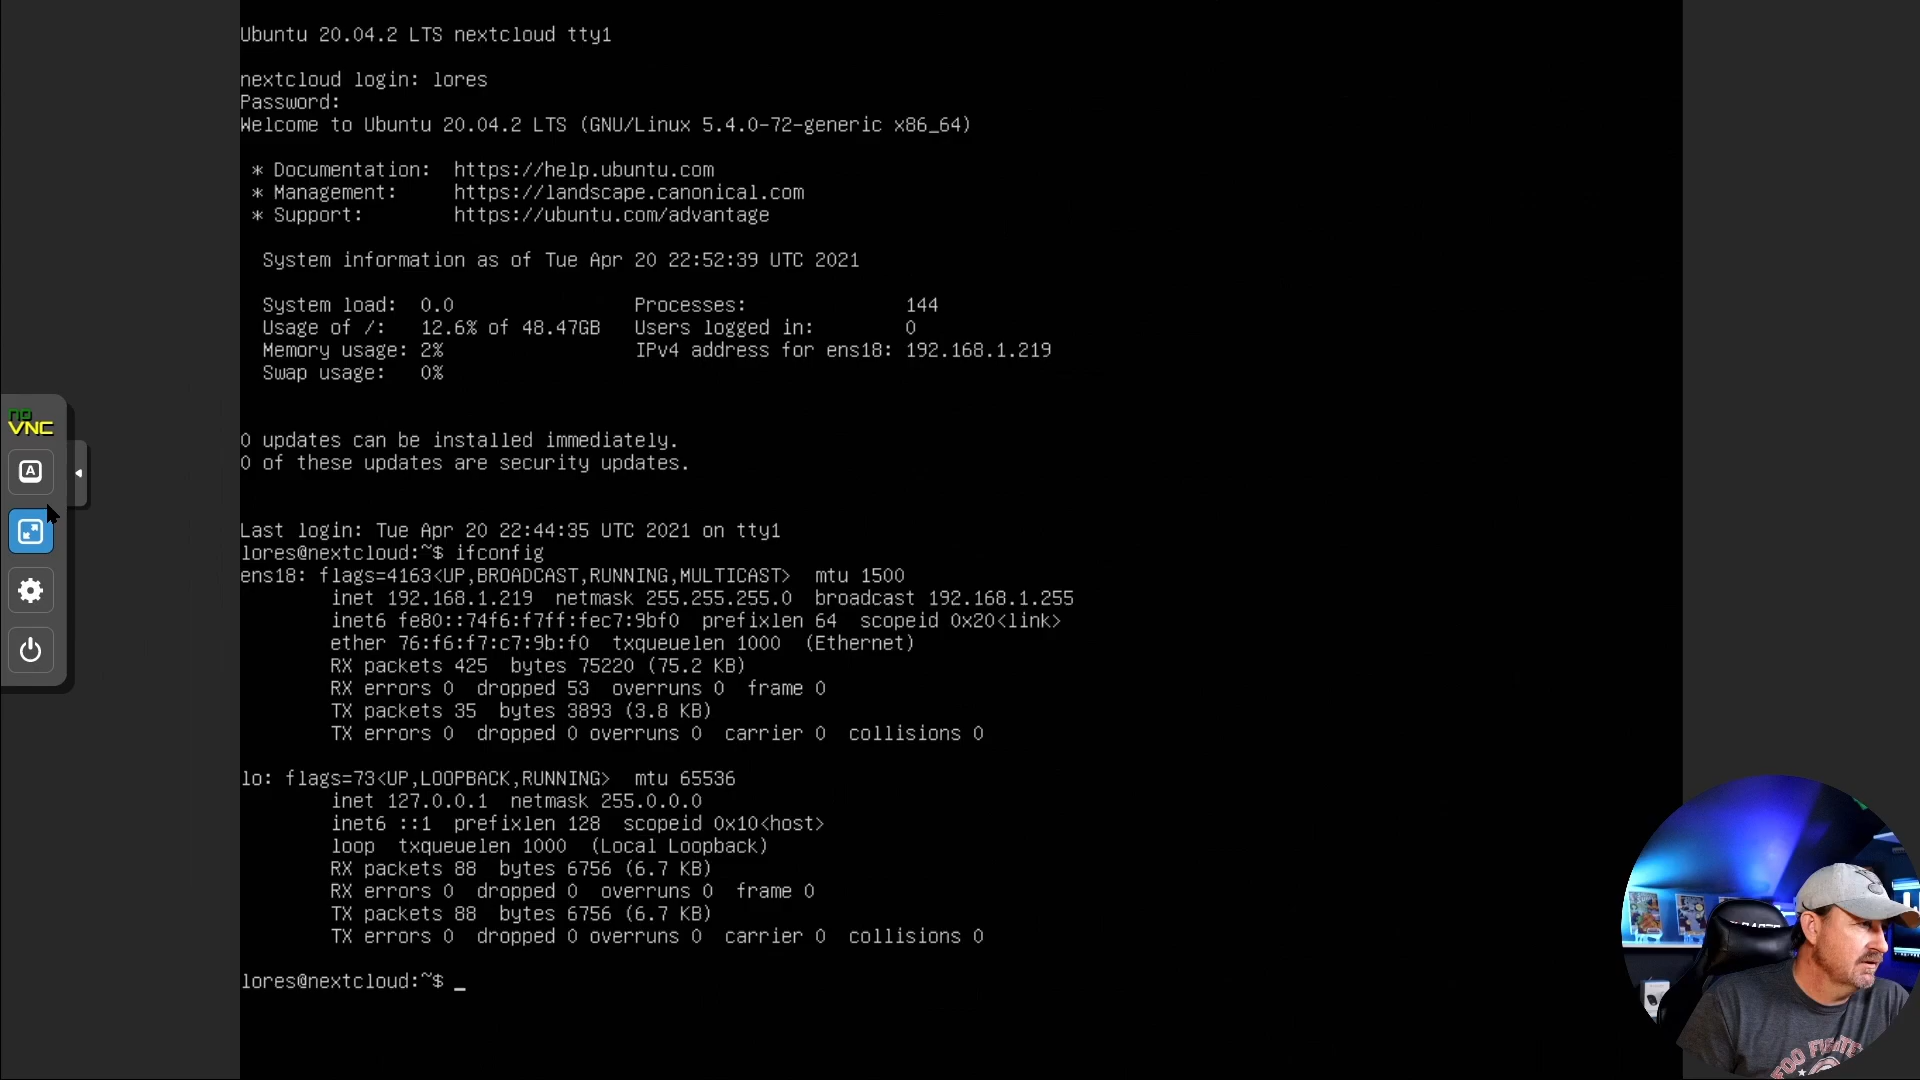 Ubuntu 20.04.2 LTS nextcloud tty1
nextcloud login: lores
Password:
Welcome to Ubuntu 20.04.2 LTS (GNU/Linux 5.4.0-72-generic x86_64)
* Documentation:  https://help.ubuntu.com
* Management:     https://landscape.canonical.com
* Support:        https://ubuntu.com/advantage
System information as of Tue Apr 20 22:52:39 UTC 2021
System load:  0.0                Processes:               144
Usage of /:   12.6% of 48.47GB   Users logged in:         0
Memory usage: 2%                 IPv4 address for ens18: 192.168.1.219
Swap usage:   0%
0 updates can be installed immediately.
0 of these updates are security updates.
Last login: Tue Apr 20 22:44:35 UTC 2021 on tty1
lores@nextcloud:~$ ifconfig
ens18: flags=4163<UP,BROADCAST,RUNNING,MULTICAST>  mtu 1500
inet 192.168.1.219  netmask 255.255.255.0  broadcast 192.168.1.255
inet6 fe80::74f6:f7ff:fec7:9bf0  prefixlen 64  scopeid 0x20<link>
ether 76:f6:f7:c7:9b:f0  txqueuelen 1000  (Ethernet)
RX packets 425  bytes 75220 (75.2 KB)
RX errors 0  dropped 53  overruns 0  frame 0
TX packets 35  bytes 3893 (3.8 KB)
TX errors 0  dropped 0 overruns 0  carrier 0  collisions 0
lo: flags=73<UP,LOOPBACK,RUNNING>  mtu 65536
inet 127.0.0.1  netmask 255.0.0.0
inet6 ::1  prefixlen 128  scopeid 0x10<host>
loop  txqueuelen 1000  (Local Loopback)
RX packets 88  bytes 6756 (6.7 KB)
RX errors 0  dropped 0  overruns 0  frame 0
TX packets 88  bytes 6756 (6.7 KB)
TX errors 0  dropped 0 overruns 0  carrier 0  collisions 0
lores@nextcloud:~$ _
no
VNC
A
FOO